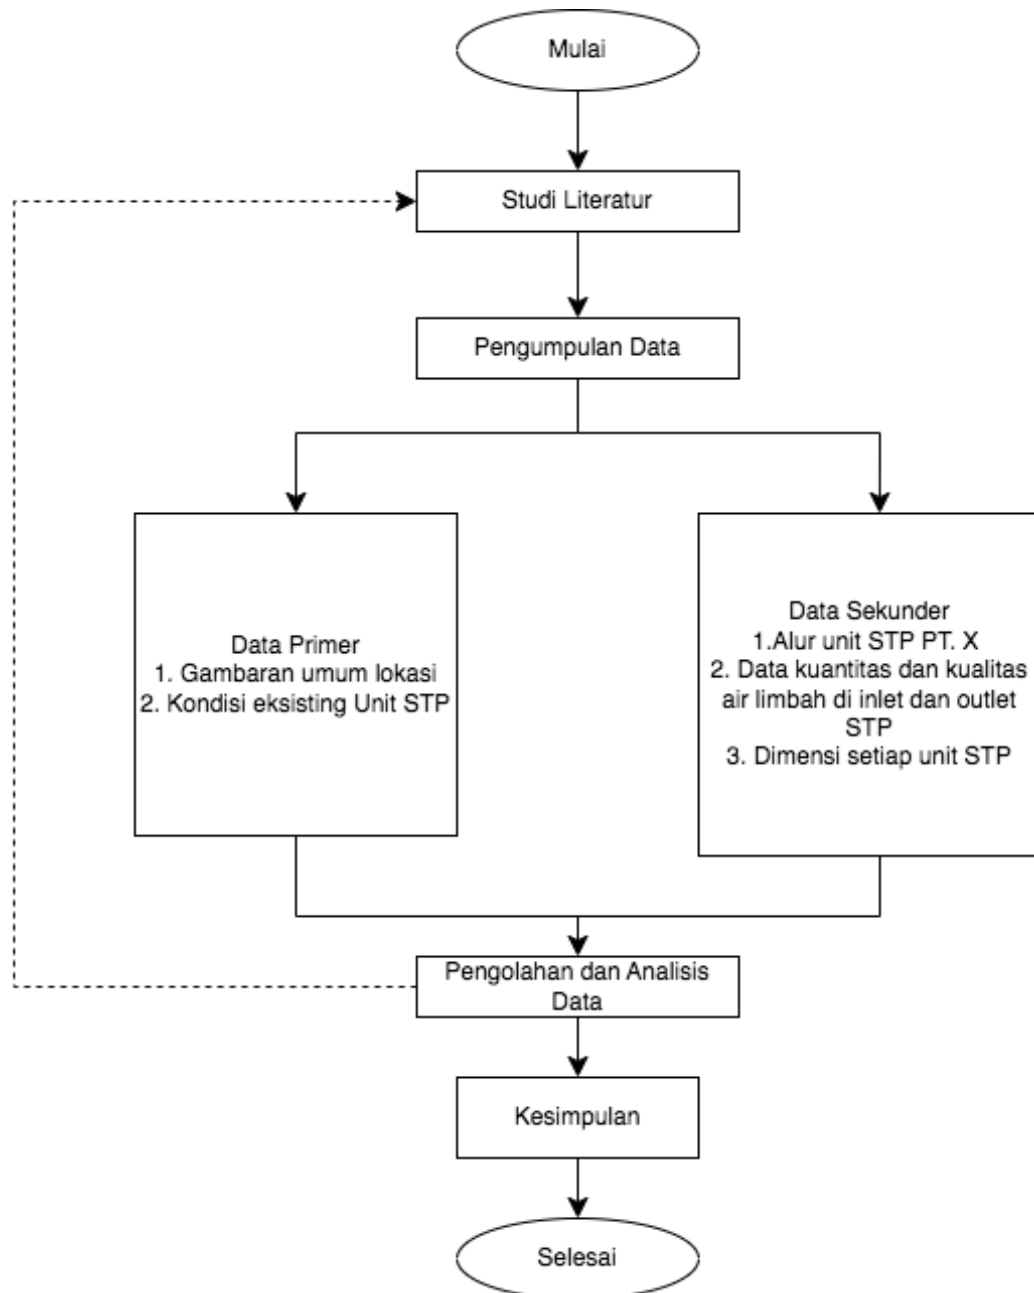 Mulai
Studi Literatur
Pengumpulan Data
Data Primer
1. Gambaran umum lokasi
2. Kondisi eksisting Unit STP
Data Sekunder
1.Alur unit STP PT. X
2. Data kuantitas dan kualitas
air limbah di inlet dan outlet
STP
3. Dimensi setiap unit STP
Pengolahan dan Analisis
Data
Kesimpulan
Selesai